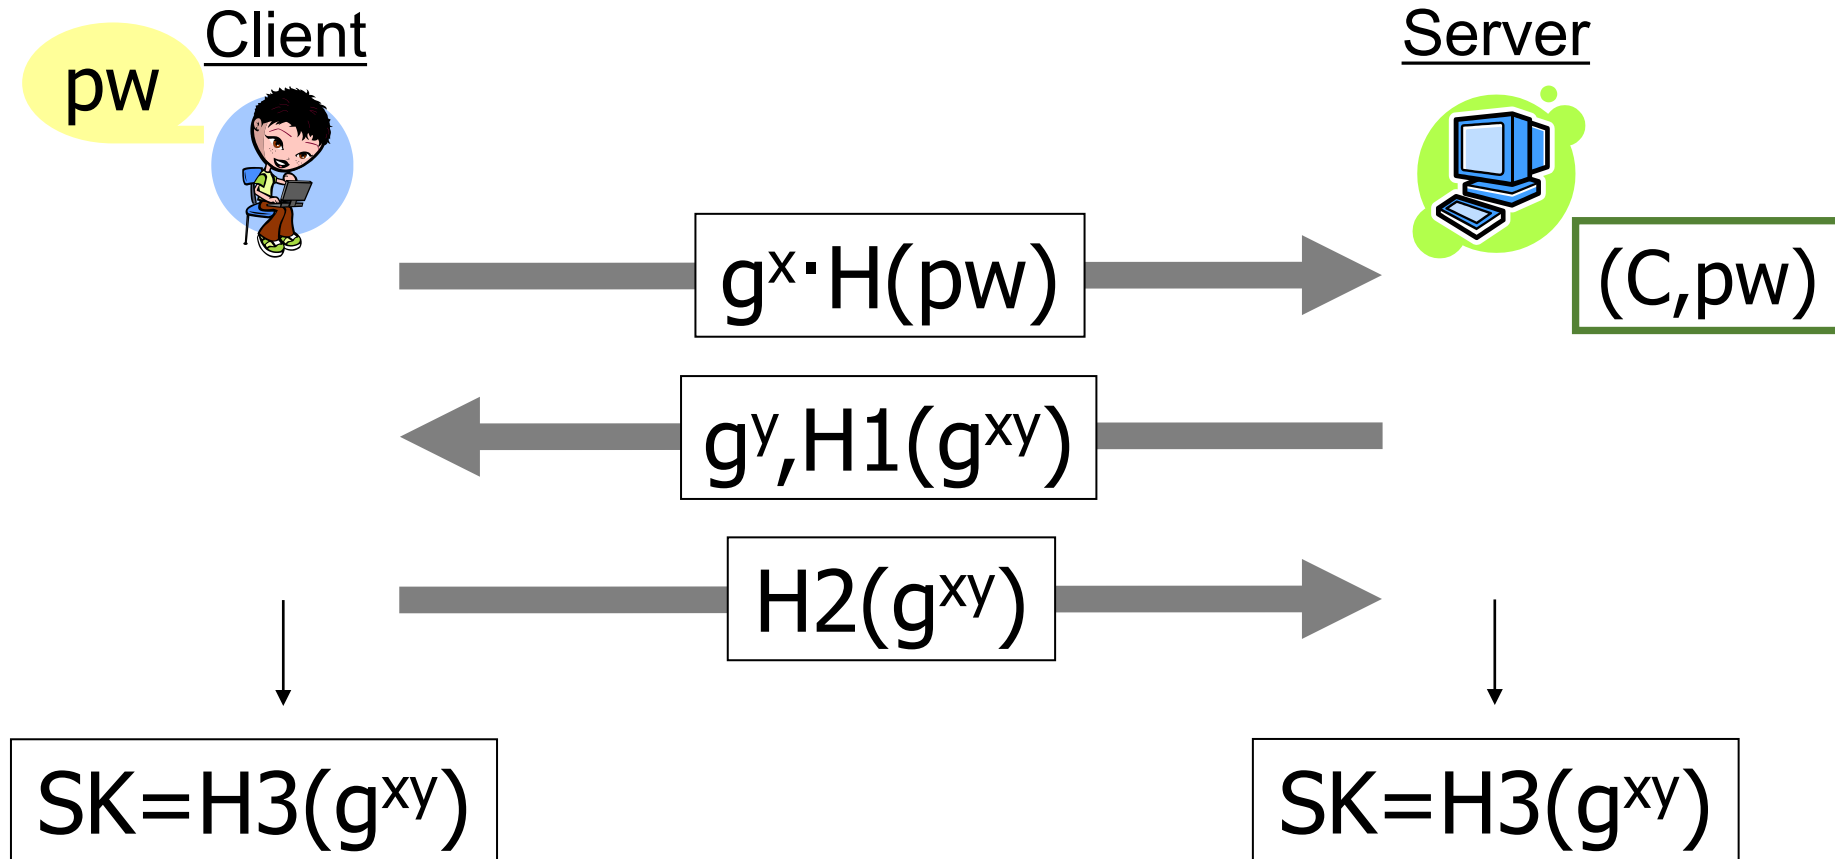 Client
Server
pw
gˣ·H(pw)
(C,pw)
gʸ,H1(gˣʸ)
H2(gˣʸ)
SK=H3(gˣʸ)
SK=H3(gˣʸ)